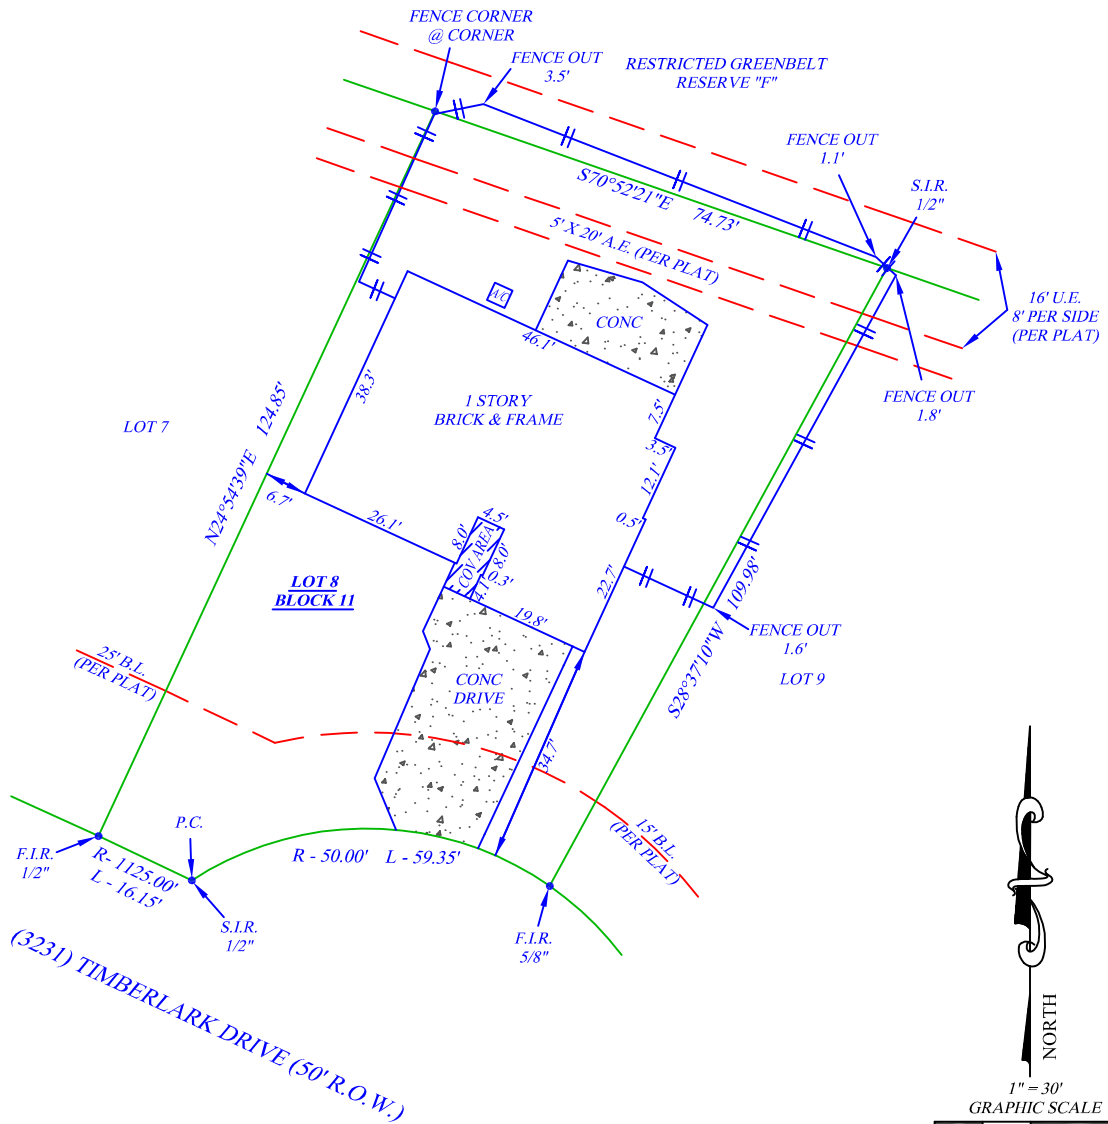 FENCE CORNER
@ CORNER
FENCE OUT
3.5'
RESTRICTED GREENBELT
RESERVE "F"
FENCE OUT
1.1'
S.I.R.
1/2"
S70°52'21"E 74.73'
5' X 20' A.E. (PER PLAT)
16' U.E.
8' PER SIDE
(PER PLAT)
A/C
CONC
46.1'
38.3'
1 STORY
BRICK & FRAME
7.5'
3.5'
12.1'
0.5'
FENCE OUT
1.8'
LOT 7
N24°54'39"E 124.85'
6.7'
26.1'
4.5'
8.0'
COV AREA
8.0'
0.3'
4.1'
22.7'
19.8'
LOT 8
BLOCK 11
S28°37'10"W 109.98'
FENCE OUT
1.6'
LOT 9
25' B.L.
(PER PLAT)
CONC
DRIVE
34.7'
15' B.L.
(PER PLAT)
P.C.
F.I.R.
1/2"
R- 1125.00'
L - 16.15'
R - 50.00' L - 59.35'
S.I.R.
1/2"
F.I.R.
5/8"
(3231) TIMBERLARK DRIVE (50' R.O.W.)
NORTH
1" = 30'
GRAPHIC SCALE